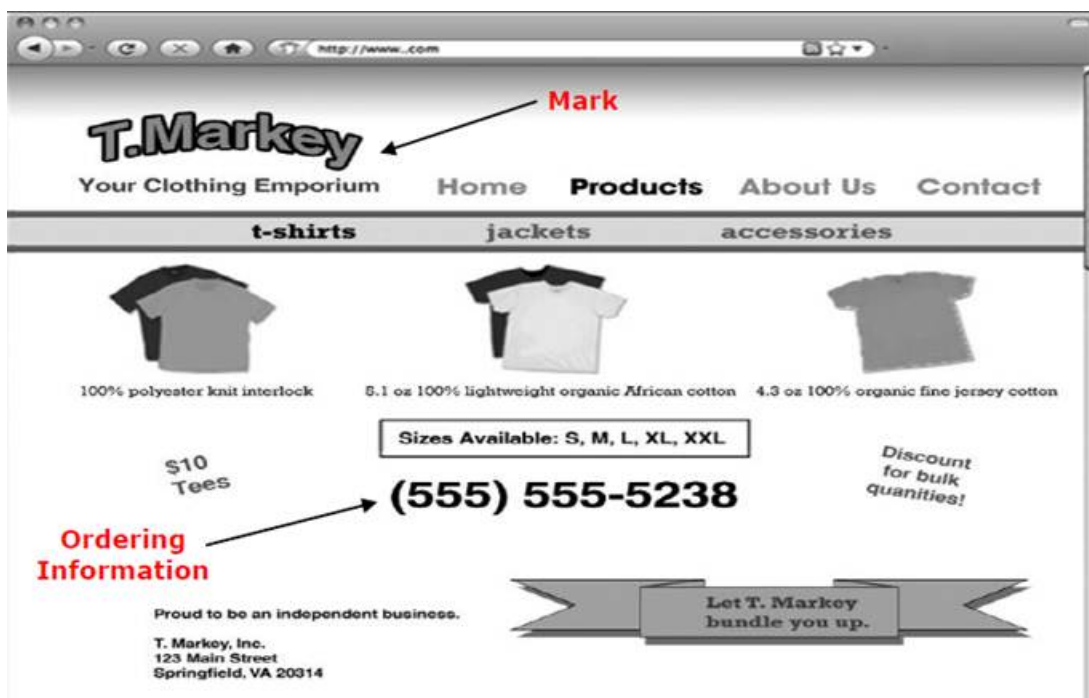 http://www..com
Mark
T.Markey
Your Clothing Emporium
Home Products About Us Contact
t-shirts jackets accessories
100% polyester knit interlock
5.1 oz 100% lightweight organic African cotton
4.3 oz 100% organic fine jersey cotton
Sizes Available: S, M, L, XL, XXL
$10
Tees
Discount
for bulk
quanities!
(555) 555-5238
Ordering
Information
Let T. Markey
bundle you up.
Proud to be an independent business.
T. Markey, Inc.
123 Main Street
Springfield, VA 20314